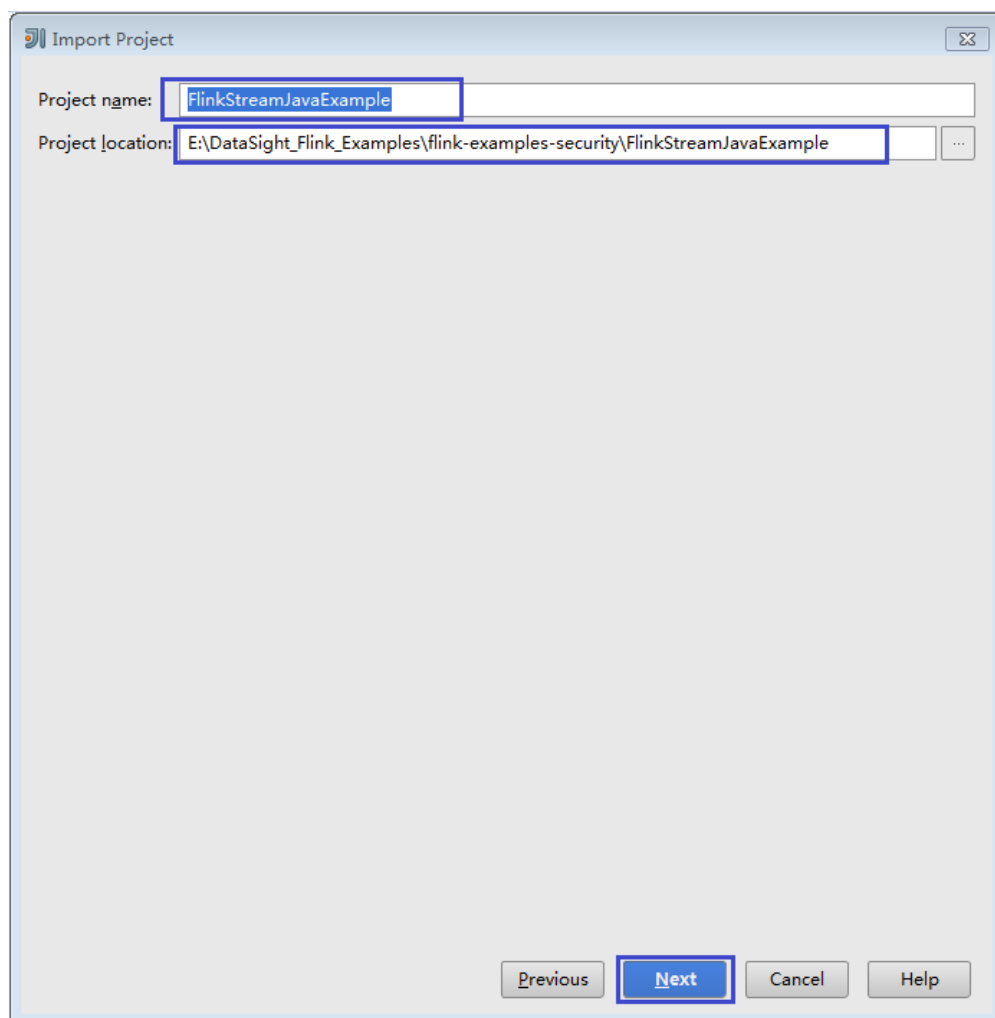 Import Project
Project name: FlinkStreamJavaExample
Project location: E:\DataSight_Flink_Examples\flink-examples-security\FlinkStreamJavaExample ...
Previous Next Cancel Help